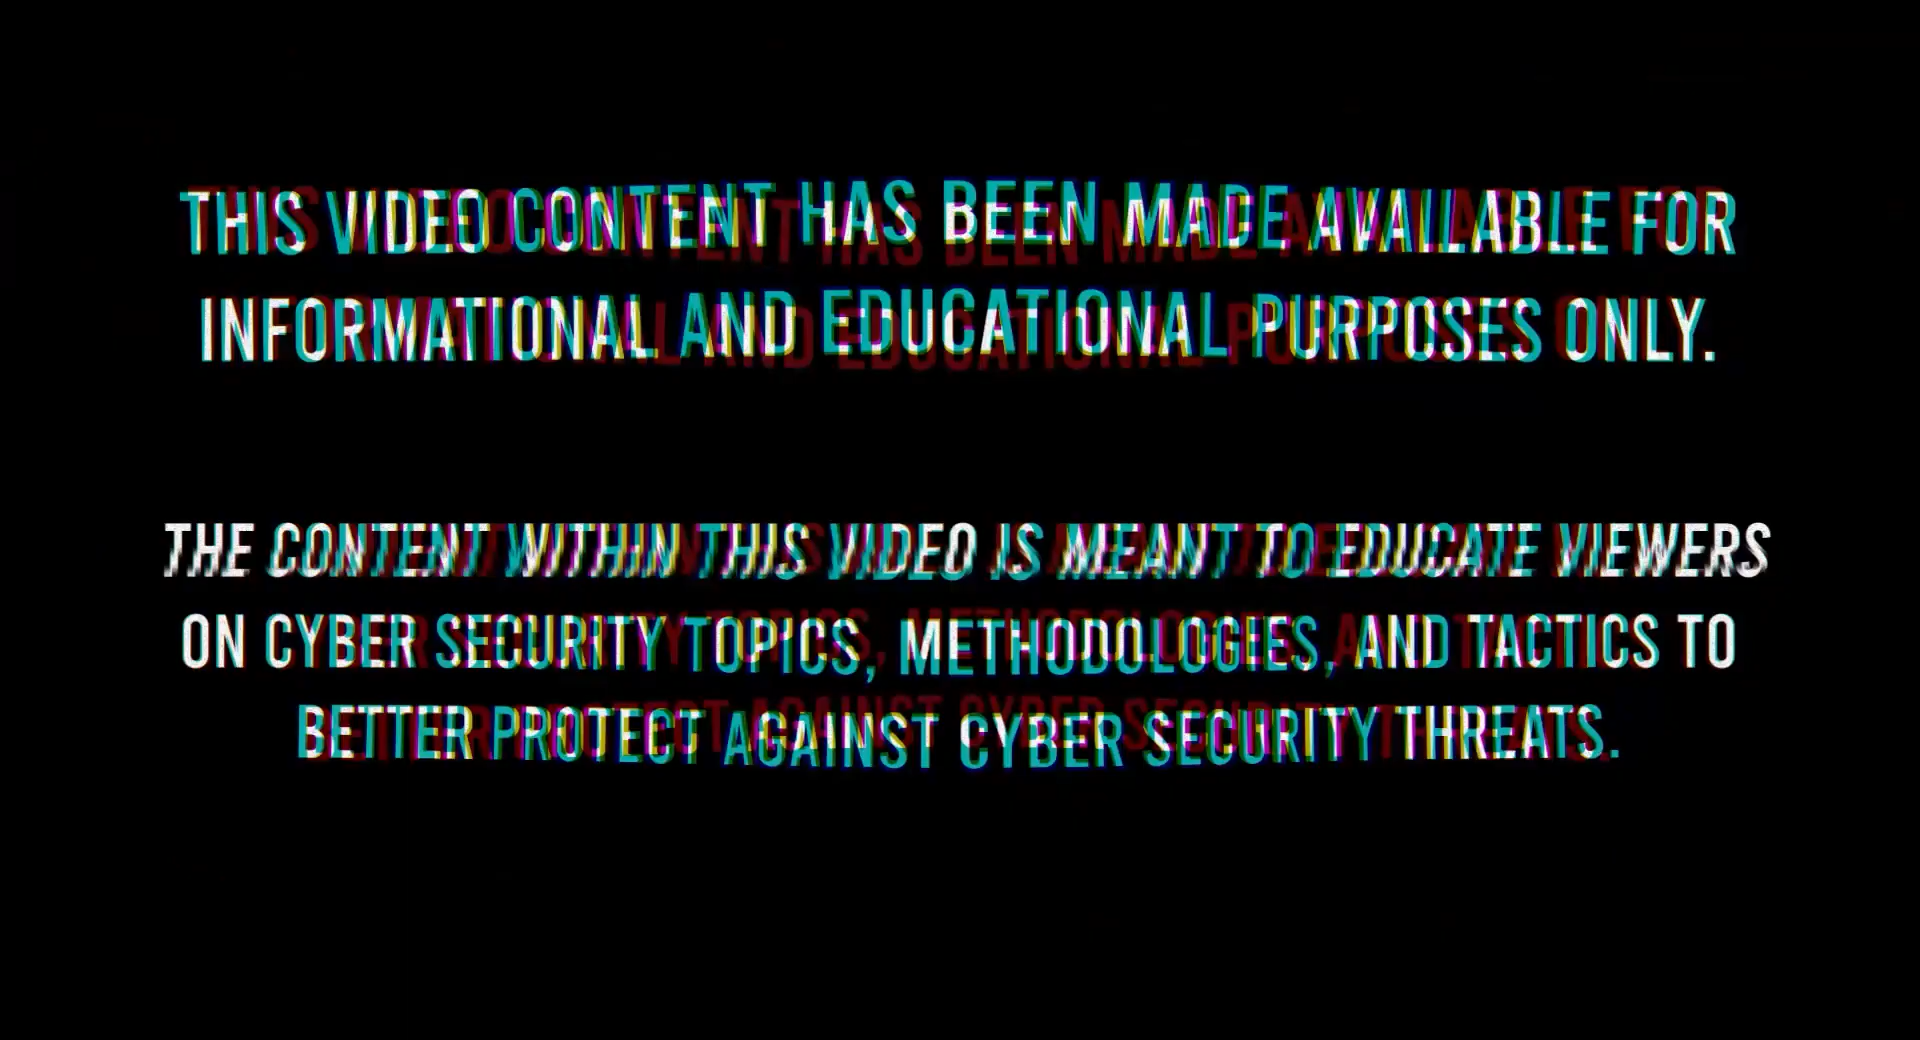 THIS VIDEO CONTENT HAS BEEN MADE AVAILABLE FOR
INFORMATIONAL AND EDUCATIONAL PURPOSES ONLY.
THE CONTENT WITHIN THIS VIDEO IS MEANT TO EDUCATE VIEWERS
ON CYBER SECURITY TOPICS, METHODOLOGIES, AND TACTICS TO
BETTER PROTECT AGAINST CYBER SECURITY THREATS.